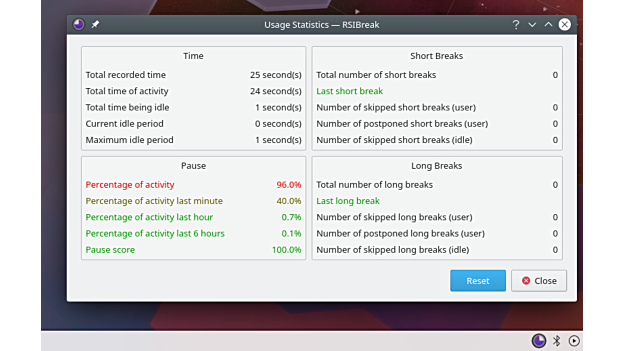 Usage Statistics — RSIBreak
Time
Total recorded time 25 second(s)
Total time of activity 24 second(s)
Total time being idle 1 second(s)
Current idle period 0 second(s)
Maximum idle period 1 second(s)
Short Breaks
Total number of short breaks 0
Last short break
Number of skipped short breaks (user) 0
Number of postponed short breaks (user) 0
Number of skipped short breaks (idle) 0
Pause
Percentage of activity 96.0%
Percentage of activity last minute 40.0%
Percentage of activity last hour 0.7%
Percentage of activity last 6 hours 0.1%
Pause score 100.0%
Long Breaks
Total number of long breaks 0
Last long break
Number of skipped long breaks (user) 0
Number of postponed long breaks (user) 0
Number of skipped long breaks (idle) 0
Reset
Close